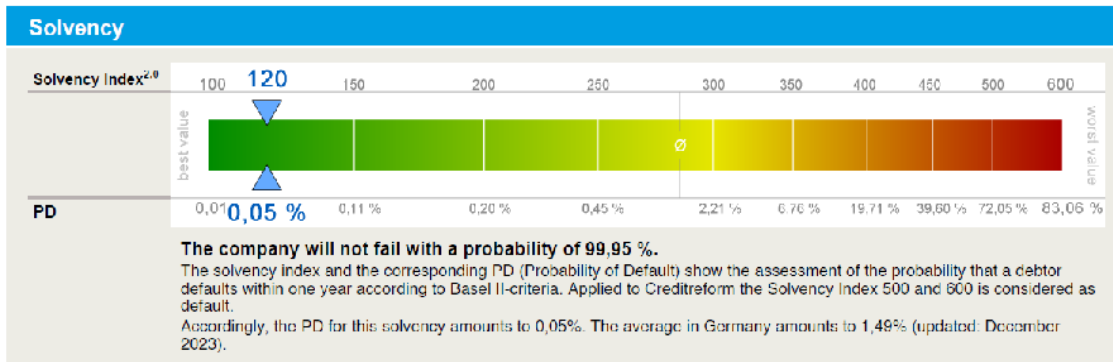 Solvency
Solvency Index2.0 100 120 150 200 250 300 350 400 450 500 600
best value Ø worst value
PD 0,01 0,05 % 0,11 % 0,20 % 0,45 % 2,21 % 6,76 % 19,71 % 39,60 % 72,05 % 83,06 %
The company will not fail with a probability of 99,95 %.
The solvency index and the corresponding PD (Probability of Default) show the assessment of the probability that a debtor
defaults within one year according to Basel II-criteria. Applied to Creditreform the Solvency Index 500 and 600 is considered as
default.
Accordingly, the PD for this solvency amounts to 0,05%. The average in Germany amounts to 1,49% (updated: December
2023).